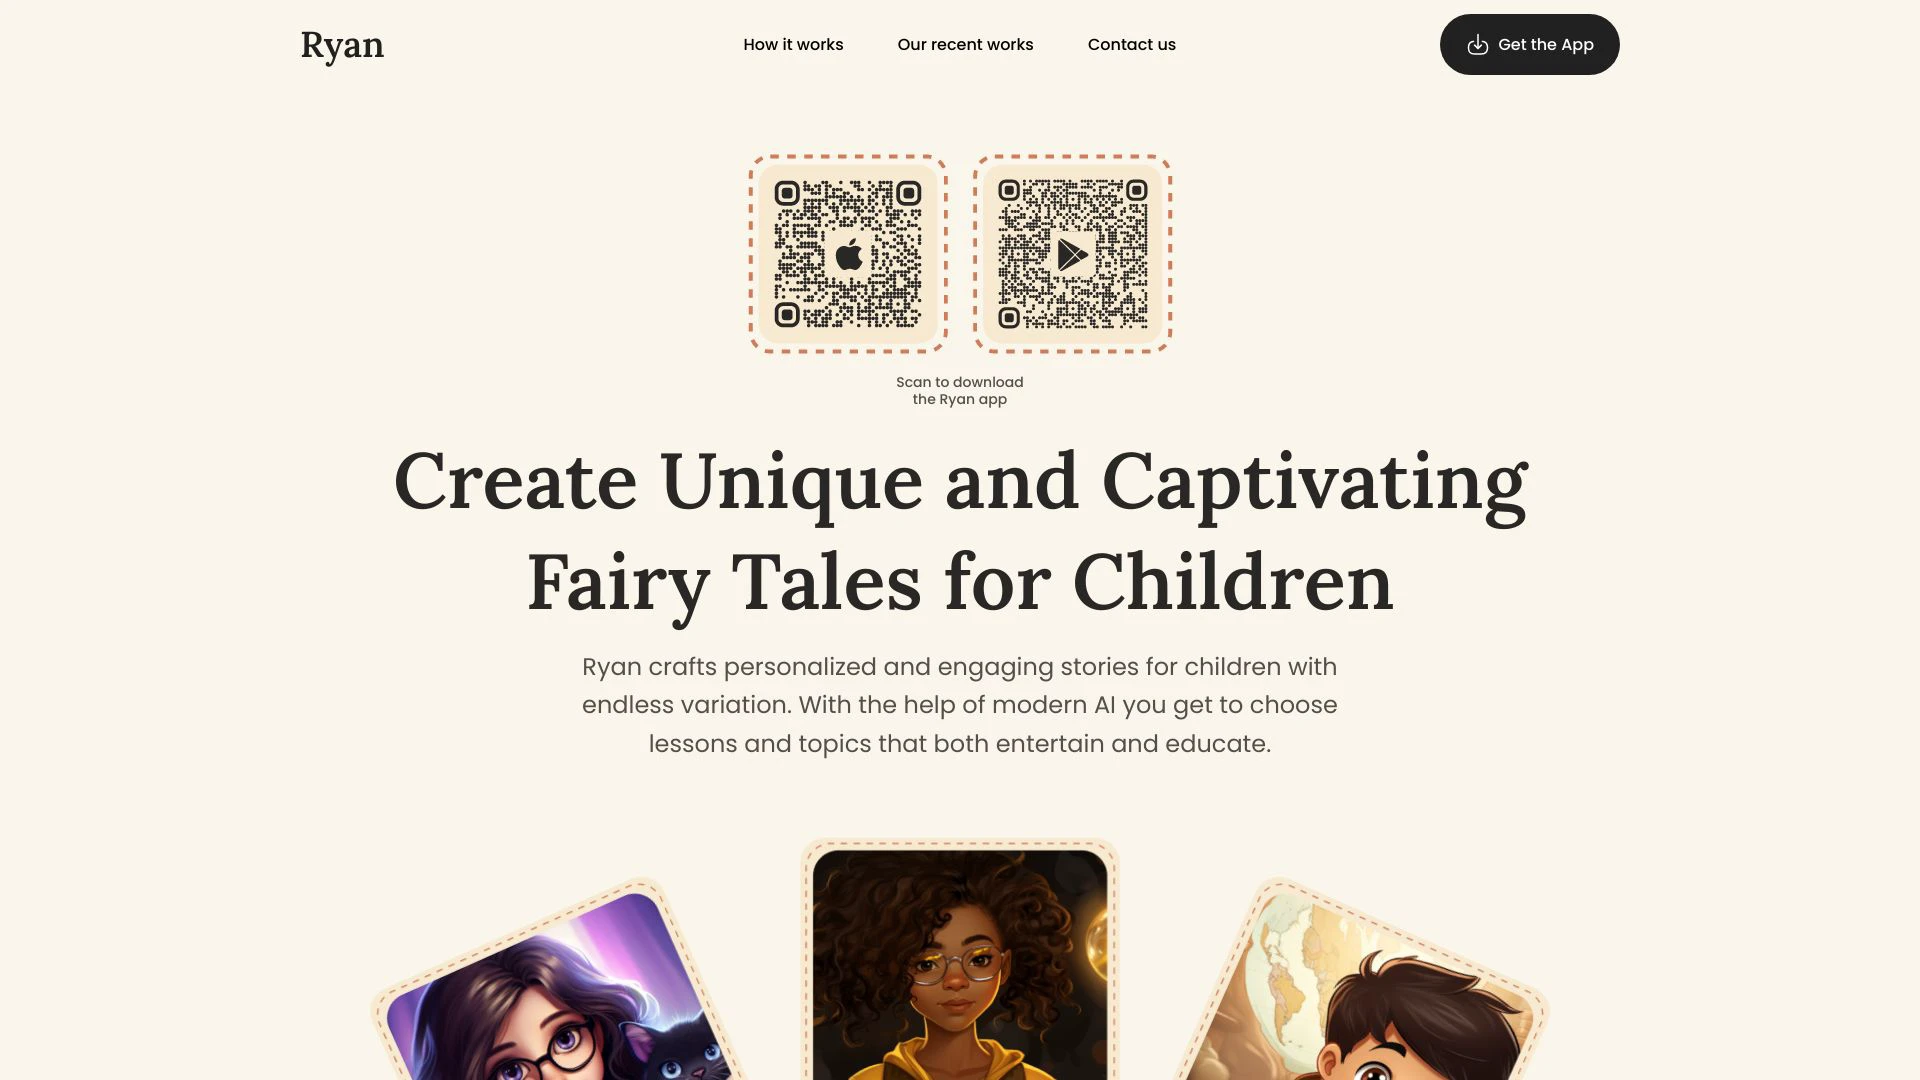 Ryan
How it works
Our recent works
Contact us
Get the App
Scan to download
the Ryan app
Create Unique and Captivating
Fairy Tales for Children
Ryan crafts personalized and engaging stories for children with
endless variation. With the help of modern AI you get to choose
lessons and topics that both entertain and educate.